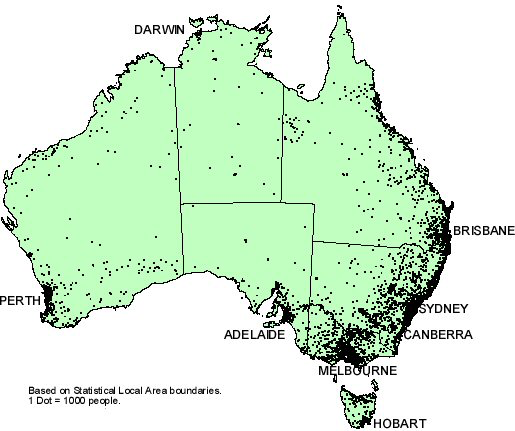 DARWIN
BRISBANE
PERTH
SYDNEY
ADELAIDE
CANBERRA
MELBOURNE
Based on Statistical Local Area boundaries.
1 Dot = 1000 people.
HOBART